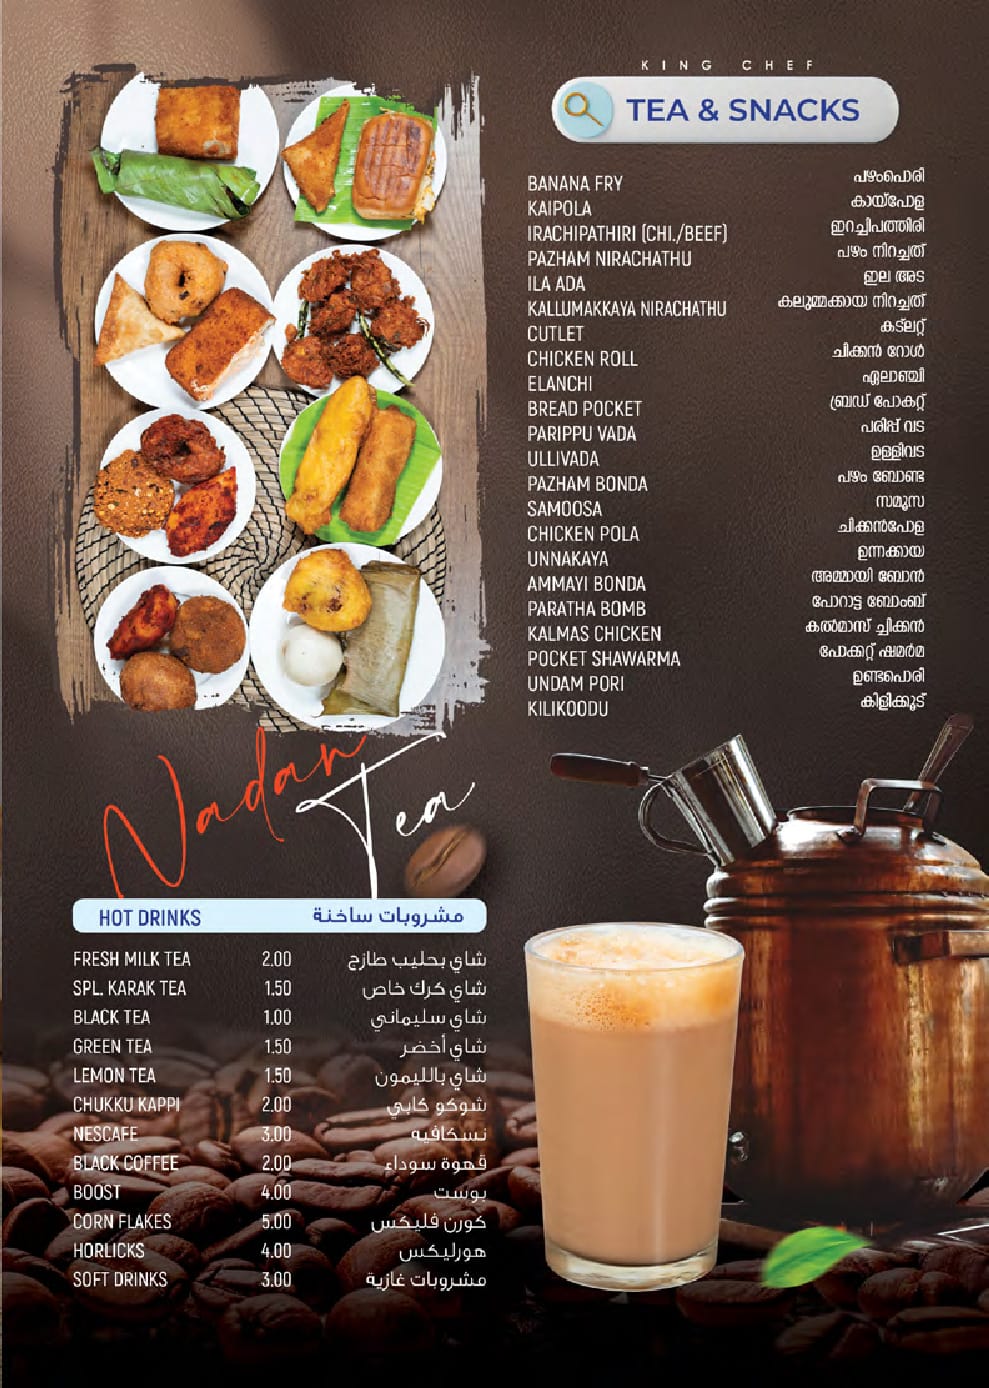 KING CHEF
TEA & SNACKS
BANANA FRY പഴംപൊരി
KAIPOLA കായ്പോള
IRACHIPATHIRI (CHI./BEEF) ഇറച്ചിപത്തിരി
PAZHAM NIRACHATHU പഴം നിറച്ചത്
ILA ADA ഇല അട
KALLUMAKKAYA NIRACHATHU കല്ലുമ്മക്കായ നിറച്ചത്
CUTLET കട്ലറ്റ്
CHICKEN ROLL ചിക്കൻ റോൾ
ELANCHI ഏലാഞ്ചി
BREAD POCKET ബ്രഡ് പോകറ്റ്
PARIPPU VADA പരിപ്പ് വട
ULLIVADA ഉള്ളിവട
PAZHAM BONDA പഴം ബോണ്ട
SAMOOSA സമൂസ
CHICKEN POLA ചിക്കൻപോള
UNNAKAYA ഉന്നക്കായ
AMMAYI BONDA അമ്മായി ബോൻ
PARATHA BOMB പോറാട്ട ബോംബ്
KALMAS CHICKEN കൽമാസ് ച്ചിക്കൻ
POCKET SHAWARMA പോക്കറ്റ് ഷമർമ
UNDAM PORI ഉണ്ടപൊരി
KILIKOODU കിളിക്കൂട്
Nadan
Tea
HOT DRINKS مشروبات ساخنة
FRESH MILK TEA 2.00 شاي بحليب طازج
SPL. KARAK TEA 1.50 شاي كرك خاص
BLACK TEA 1.00 شاي سليماني
GREEN TEA 1.50 شاي أخضر
LEMON TEA 1.50 شاي بالليمون
CHUKKU KAPPI 2.00 شوكو كابي
NESCAFE 3.00 نسكافيه
BLACK COFFEE 2.00 قهوة سوداء
BOOST 4.00 بوست
CORN FLAKES 5.00 كورن فليكس
HORLICKS 4.00 هورليكس
SOFT DRINKS 3.00 مشروبات غازية